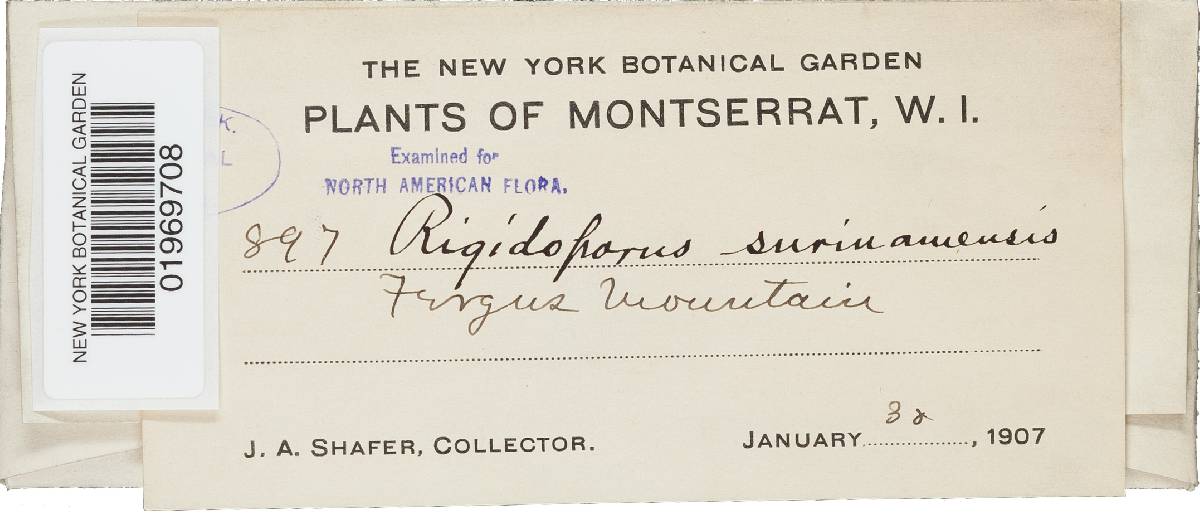 THE NEW YORK BOTANICAL GARDEN
PLANTS OF MONTSERRAT, W. I.
K.
L
Examined for
NORTH AMERICAN FLORA.
897 Rigidoporus surinamensis
Fergus Mountain
J. A. SHAFER, COLLECTOR.
JANUARY, 1907
NEW YORK BOTANICAL GARDEN
01969708